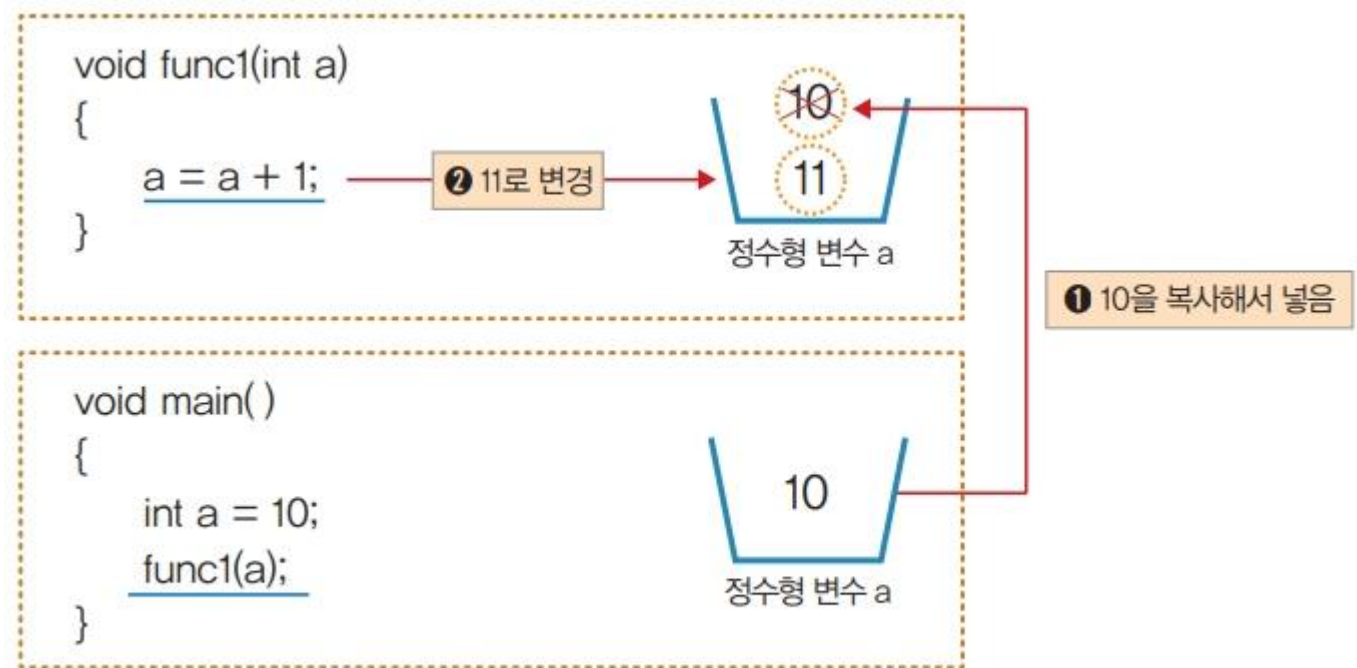 void func1(int a)
{
a = a + 1;
}
❷ 11로 변경
10
11
정수형 변수 a
❶ 10을 복사해서 넣음
void main( )
{
int a = 10;
func1(a);
}
10
정수형 변수 a